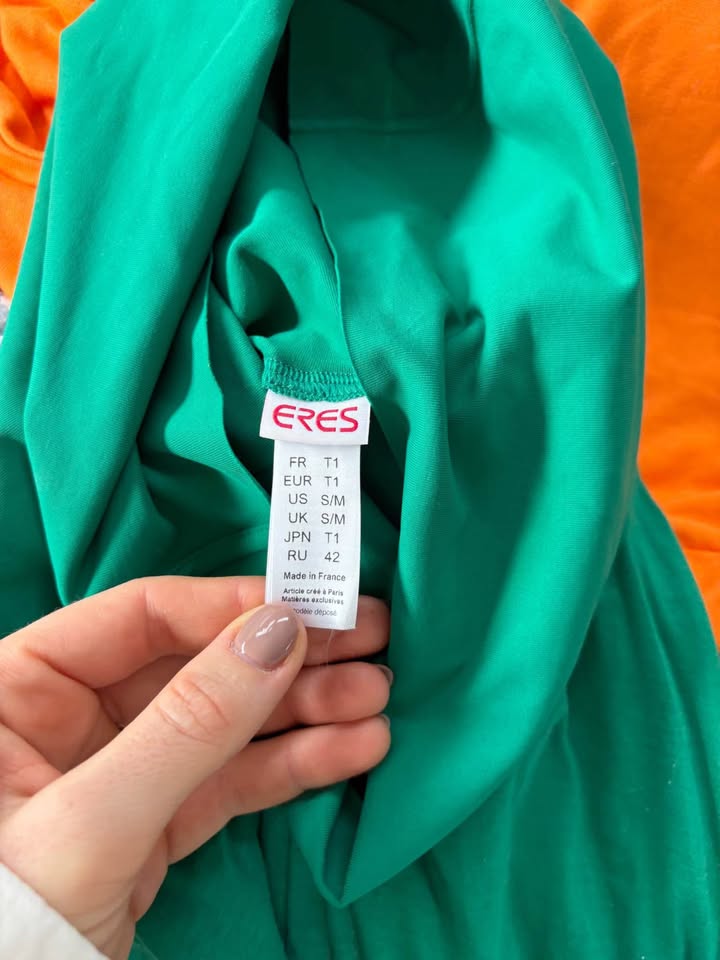 ERES
FR T1
EUR T1
US S/M
UK S/M
JPN T1
RU 42
Made in France
Article créé à Paris
Matières exclusives
odèle déposé